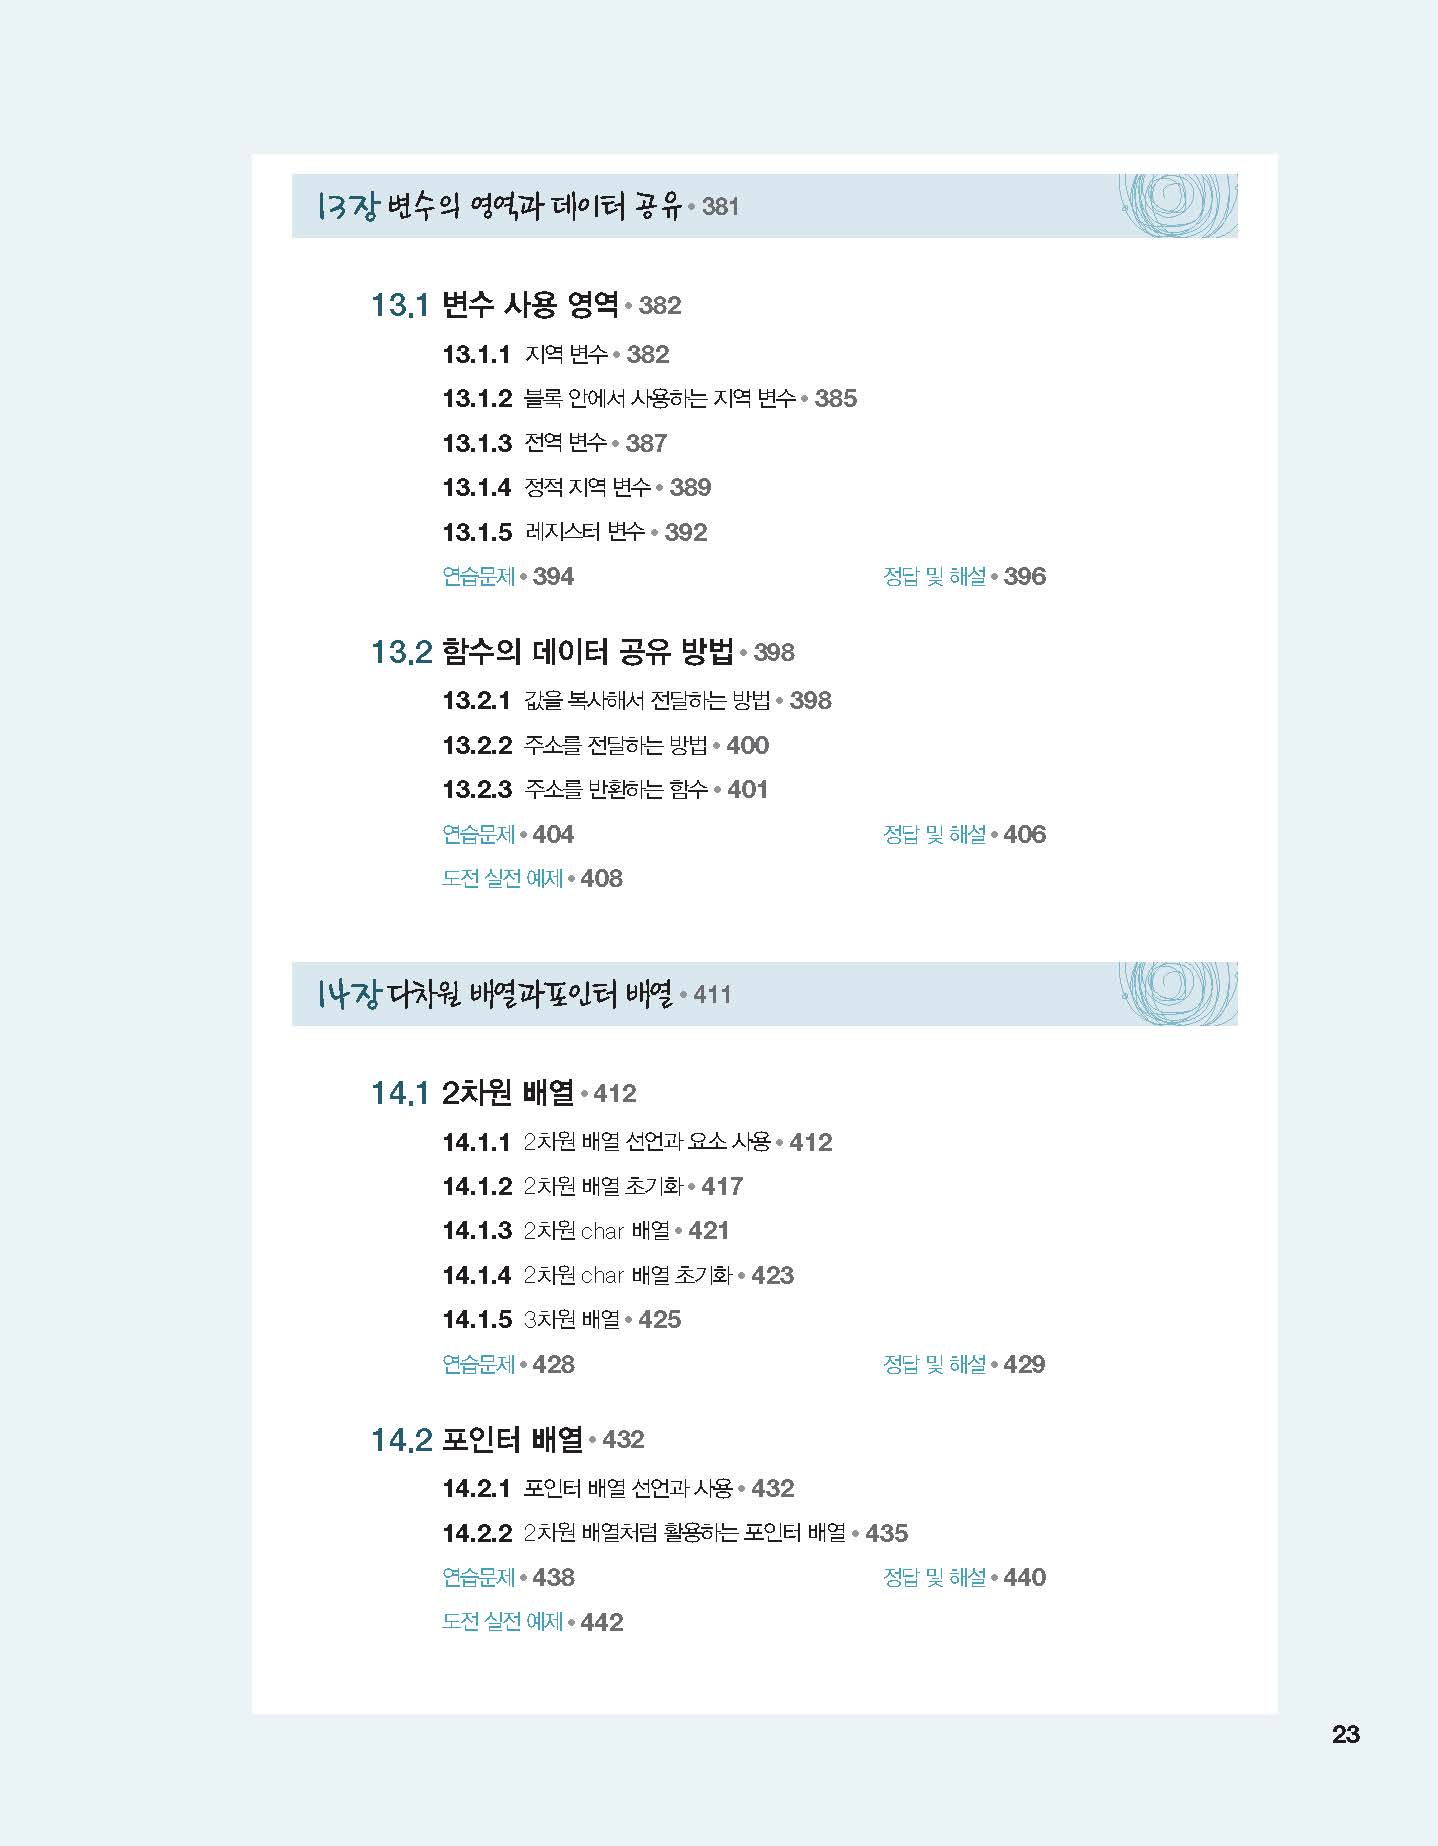 13장 변수의 영역과 데이터 공유 • 381
13.1 변수 사용 영역 • 382
13.1.1 지역 변수 • 382
13.1.2 블록 안에서 사용하는 지역 변수 • 385
13.1.3 전역 변수 • 387
13.1.4 정적 지역 변수 • 389
13.1.5 레지스터 변수 • 392
연습문제 • 394 정답 및 해설 • 396
13.2 함수의 데이터 공유 방법 • 398
13.2.1 값을 복사해서 전달하는 방법 • 398
13.2.2 주소를 전달하는 방법 • 400
13.2.3 주소를 반환하는 함수 • 401
연습문제 • 404 정답 및 해설 • 406
도전 실전 예제 • 408
14장 다차원 배열과 포인터 배열 • 411
14.1 2차원 배열 • 412
14.1.1 2차원 배열 선언과 요소 사용 • 412
14.1.2 2차원 배열 초기화 • 417
14.1.3 2차원 char 배열 • 421
14.1.4 2차원 char 배열 초기화 • 423
14.1.5 3차원 배열 • 425
연습문제 • 428 정답 및 해설 • 429
14.2 포인터 배열 • 432
14.2.1 포인터 배열 선언과 사용 • 432
14.2.2 2차원 배열처럼 활용하는 포인터 배열 • 435
연습문제 • 438 정답 및 해설 • 440
도전 실전 예제 • 442
23